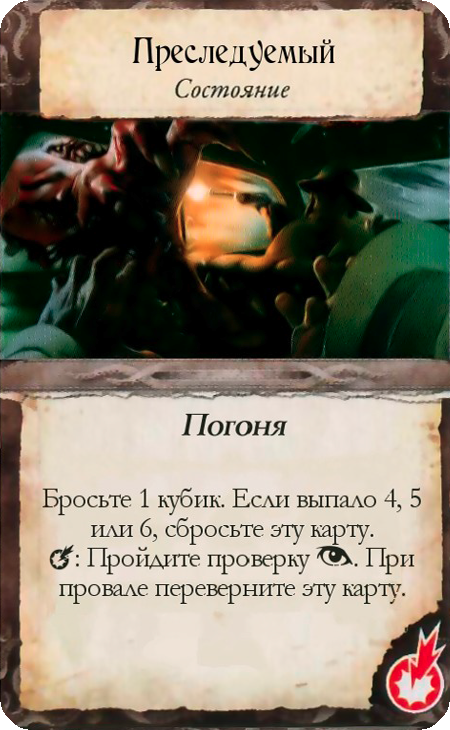 Преследуемый
Состояние
Погоня
Бросьте 1 кубик. Если выпало 4, 5
или 6, сбросьте эту карту.
: Пройдите проверку . При
провале переверните эту карту.